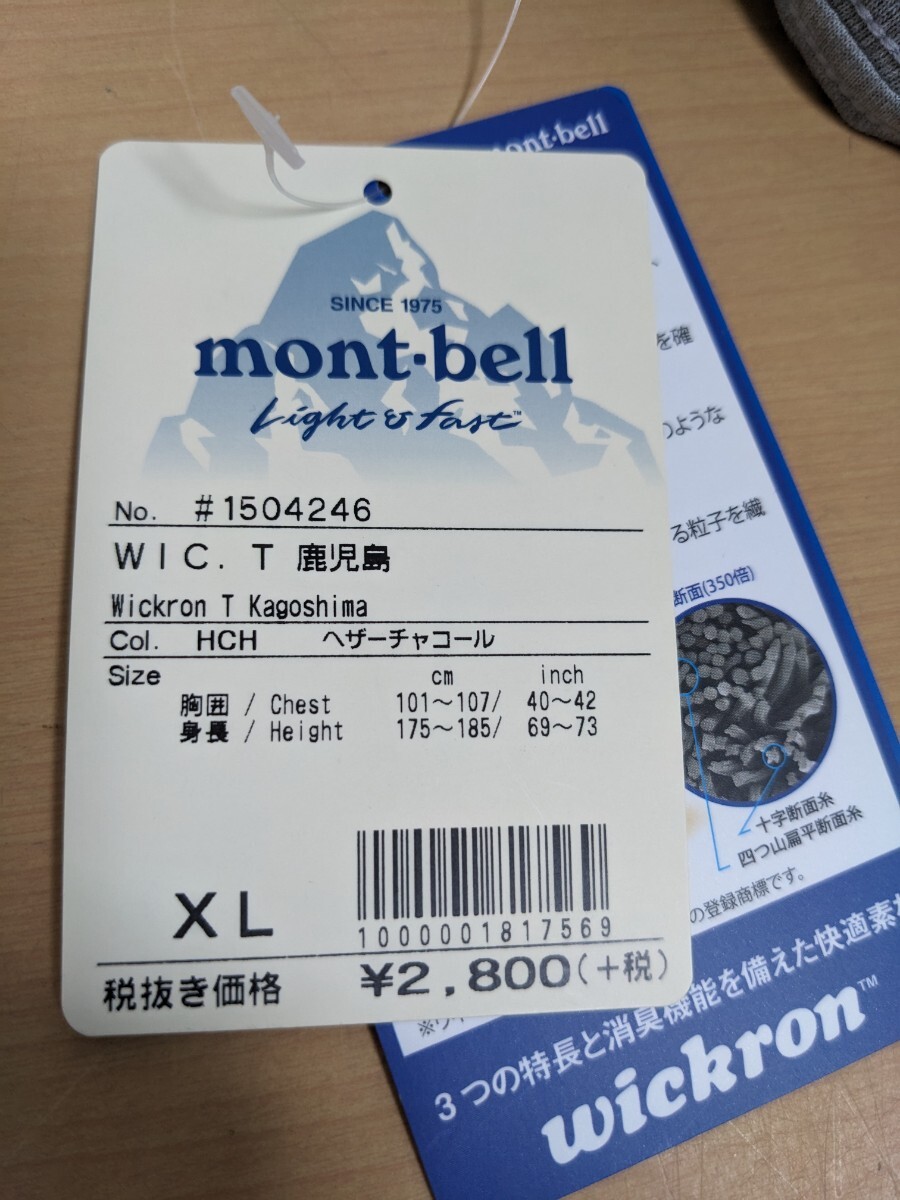 SINCE 1975
mont-bell
Light & Fast™
No. #1504246
WIC. T 鹿児島
Wickron T Kagoshima
Col. HCH ヘザーチャコール
Size cm inch
胸囲 / Chest 101～107/ 40～42
身長 / Height 175～185/ 69～73
XL
1000001817569
税抜き価格 ¥2,800(+税)
mont-bell
を確
のような
る粒子を繊
断面(350倍)
十字断面糸
四つ山扁平断面糸
の登録商標です。
3つの特長と消臭機能を備えた快適素材
wickron™